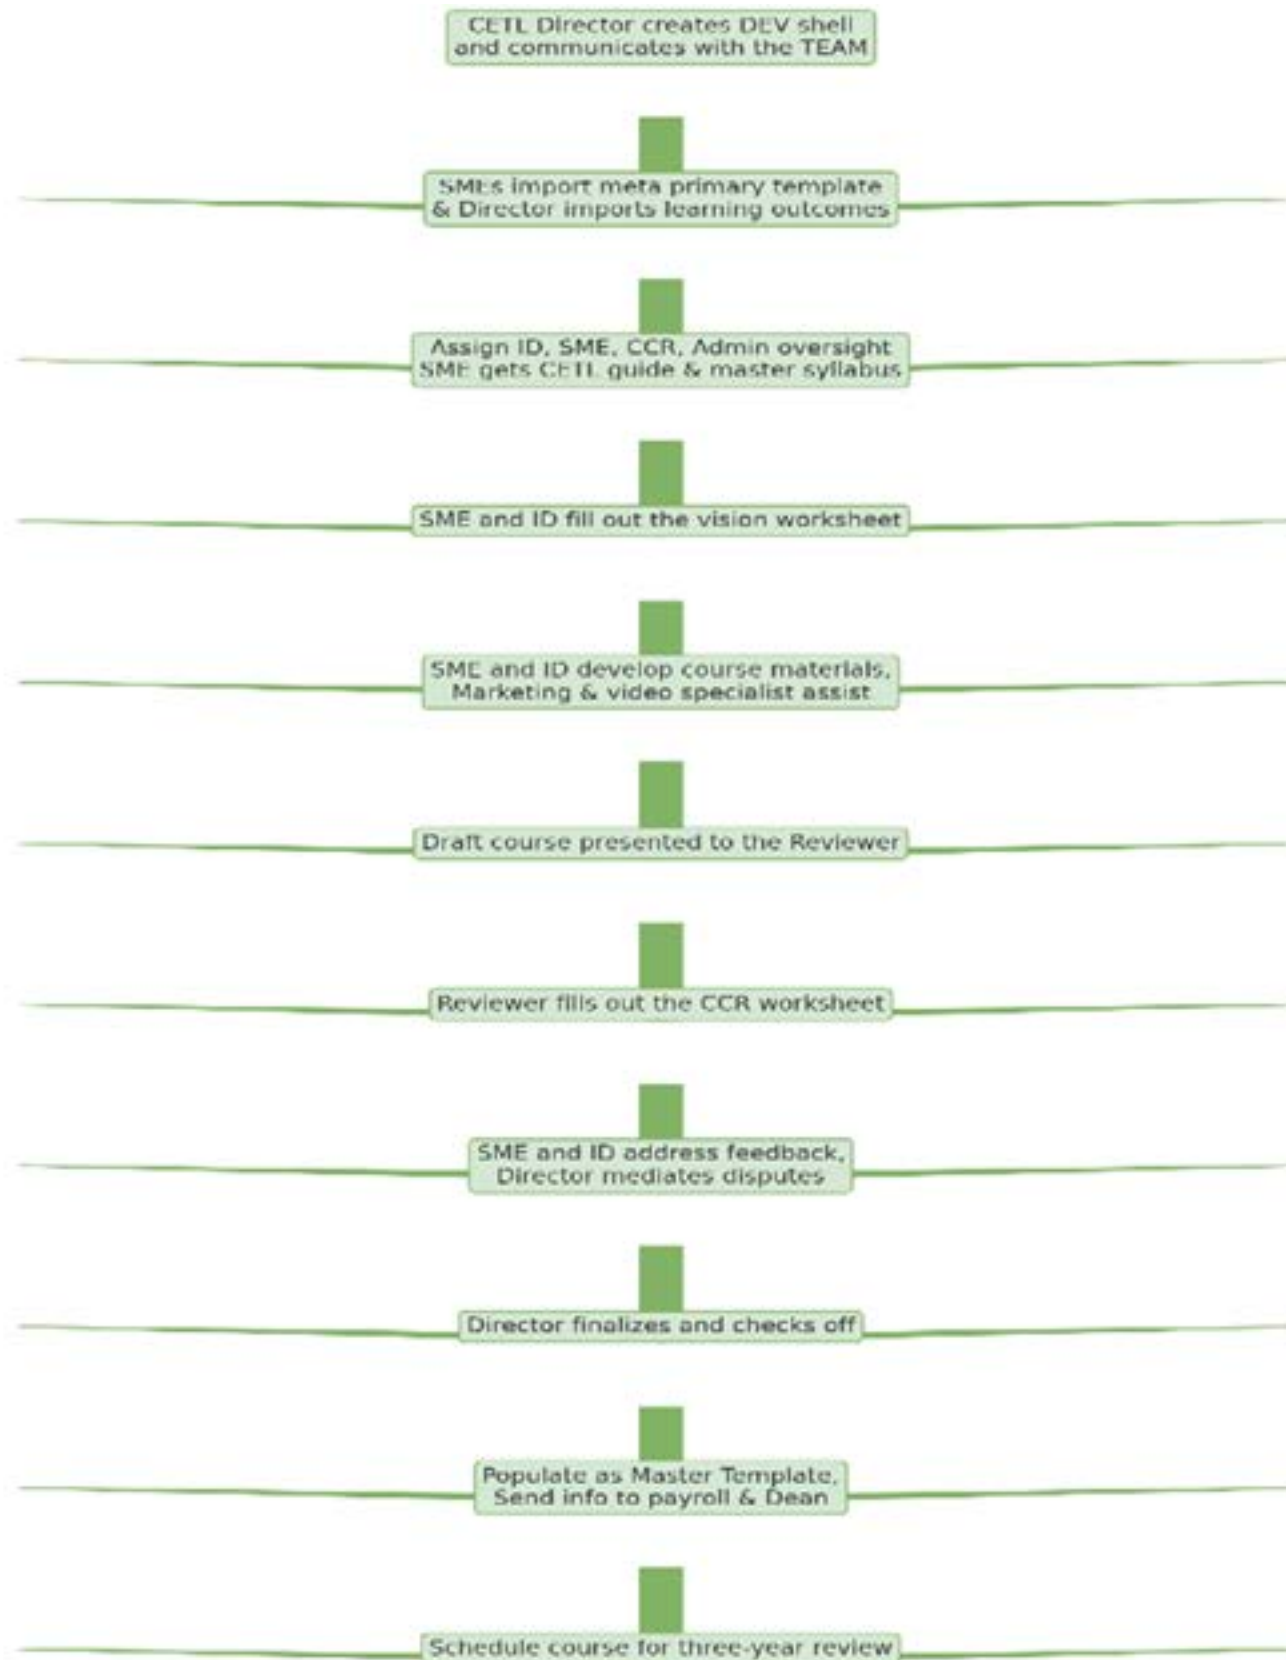 CETL Director creates DEV shell
and communicates with the TEAM
SMEs import meta primary template
& Director imports learning outcomes
Assign ID, SME, CCR, Admin oversight
SME gets CETL guide & master syllabus
SME and ID fill out the vision worksheet
SME and ID develop course materials,
Marketing & video specialist assist
Draft course presented to the Reviewer
Reviewer fills out the CCR worksheet
SME and ID address feedback,
Director mediates disputes
Director finalizes and checks off
Populate as Master Template,
Send info to payroll & Dean
Schedule course for three-year review